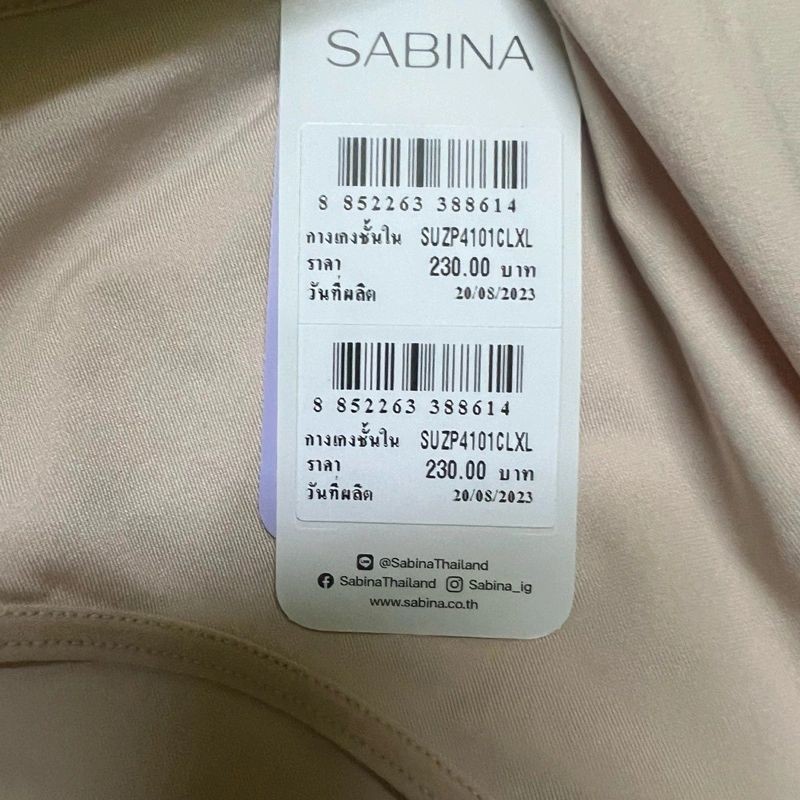 SABINA
8 852263 388614
กางเกงชั้นใน SUZP4101CLXL
ราคา 230.00 บาท
วันที่ผลิต 20/08/2023
8 852263 388614
กางเกงชั้นใน SUZP4101CLXL
ราคา 230.00 บาท
วันที่ผลิต 20/08/2023
@SabinaThailand
SabinaThailand Sabina_ig
www.sabina.co.th